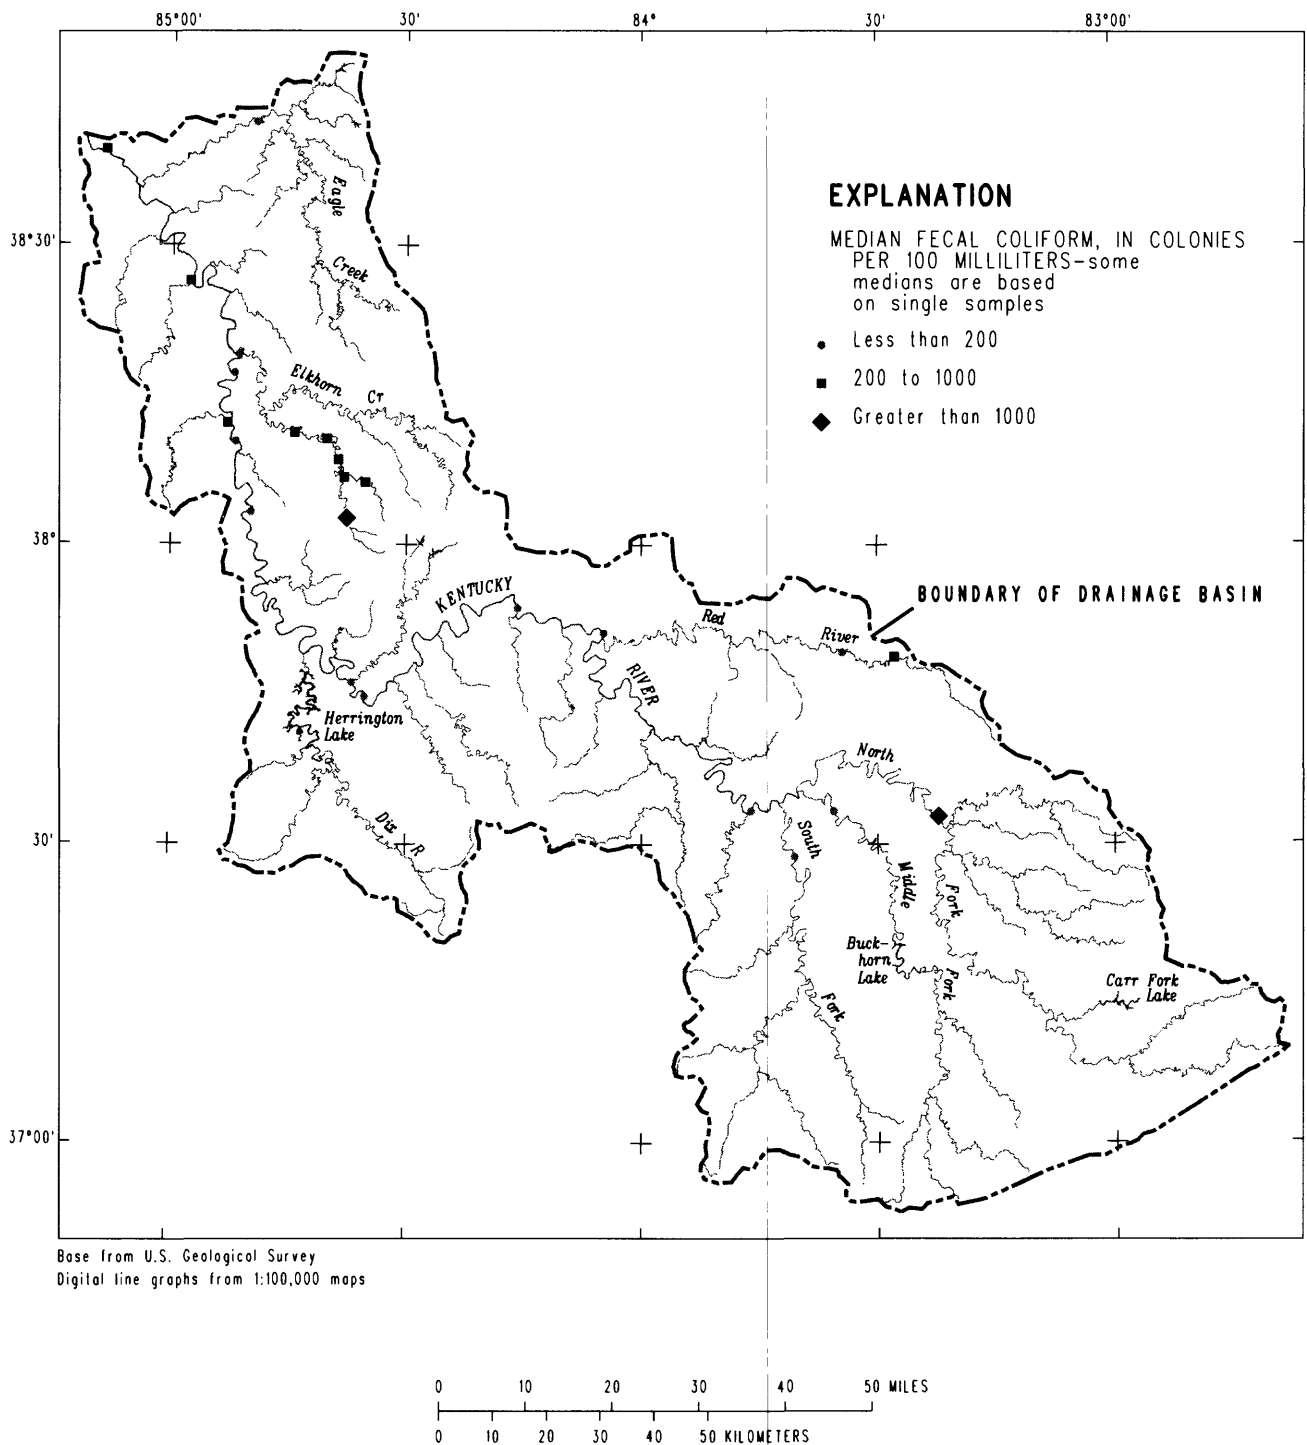 85°00' 30' 84° 30' 83°00'
38°30'
38°
30'
37°00'
EXPLANATION
MEDIAN FECAL COLIFORM, IN COLONIES
PER 100 MILLILITERS-some
medians are based
on single samples
Less than 200
200 to 1000
Greater than 1000
BOUNDARY OF DRAINAGE BASIN
Eagle
Creek
Elkhorn
Cr
KENTUCKY
RIVER
Red
River
Herrington
Lake
Dix
R
North
South
Middle
Fork
Buck-
horn
Lake
Fork
Fork
Carr Fork
Lake
Base from U.S. Geological Survey
Digital line graphs from 1:100,000 maps
0 10 20 30 40 50 MILES
0 10 20 30 40 50 KILOMETERS